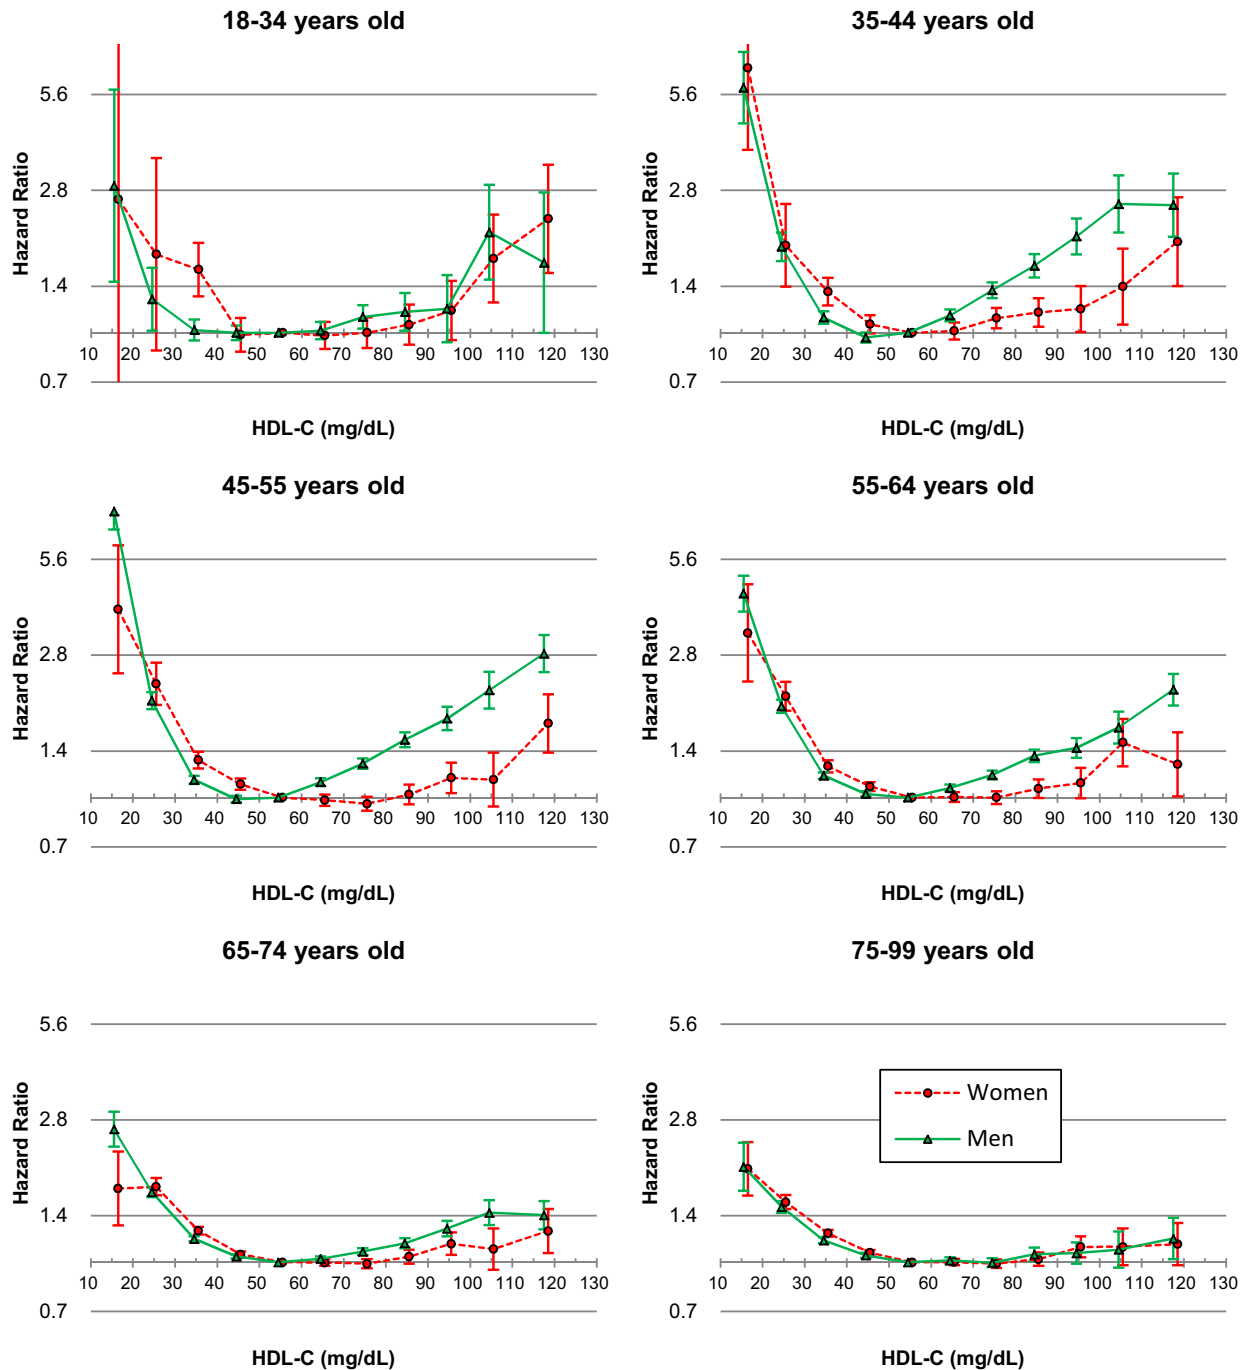 18-34 years old
5.6
2.8
1.4
0.7
Hazard Ratio
10 20 30 40 50 60 70 80 90 100 110 120 130
HDL-C (mg/dL)
35-44 years old
5.6
2.8
1.4
0.7
Hazard Ratio
10 20 30 40 50 60 70 80 90 100 110 120 130
HDL-C (mg/dL)
45-55 years old
5.6
2.8
1.4
0.7
Hazard Ratio
10 20 30 40 50 60 70 80 90 100 110 120 130
HDL-C (mg/dL)
55-64 years old
5.6
2.8
1.4
0.7
Hazard Ratio
10 20 30 40 50 60 70 80 90 100 110 120 130
HDL-C (mg/dL)
65-74 years old
5.6
2.8
1.4
0.7
Hazard Ratio
10 20 30 40 50 60 70 80 90 100 110 120 130
HDL-C (mg/dL)
75-99 years old
5.6
2.8
1.4
0.7
Hazard Ratio
Women
Men
10 20 30 40 50 60 70 80 90 100 110 120 130
HDL-C (mg/dL)